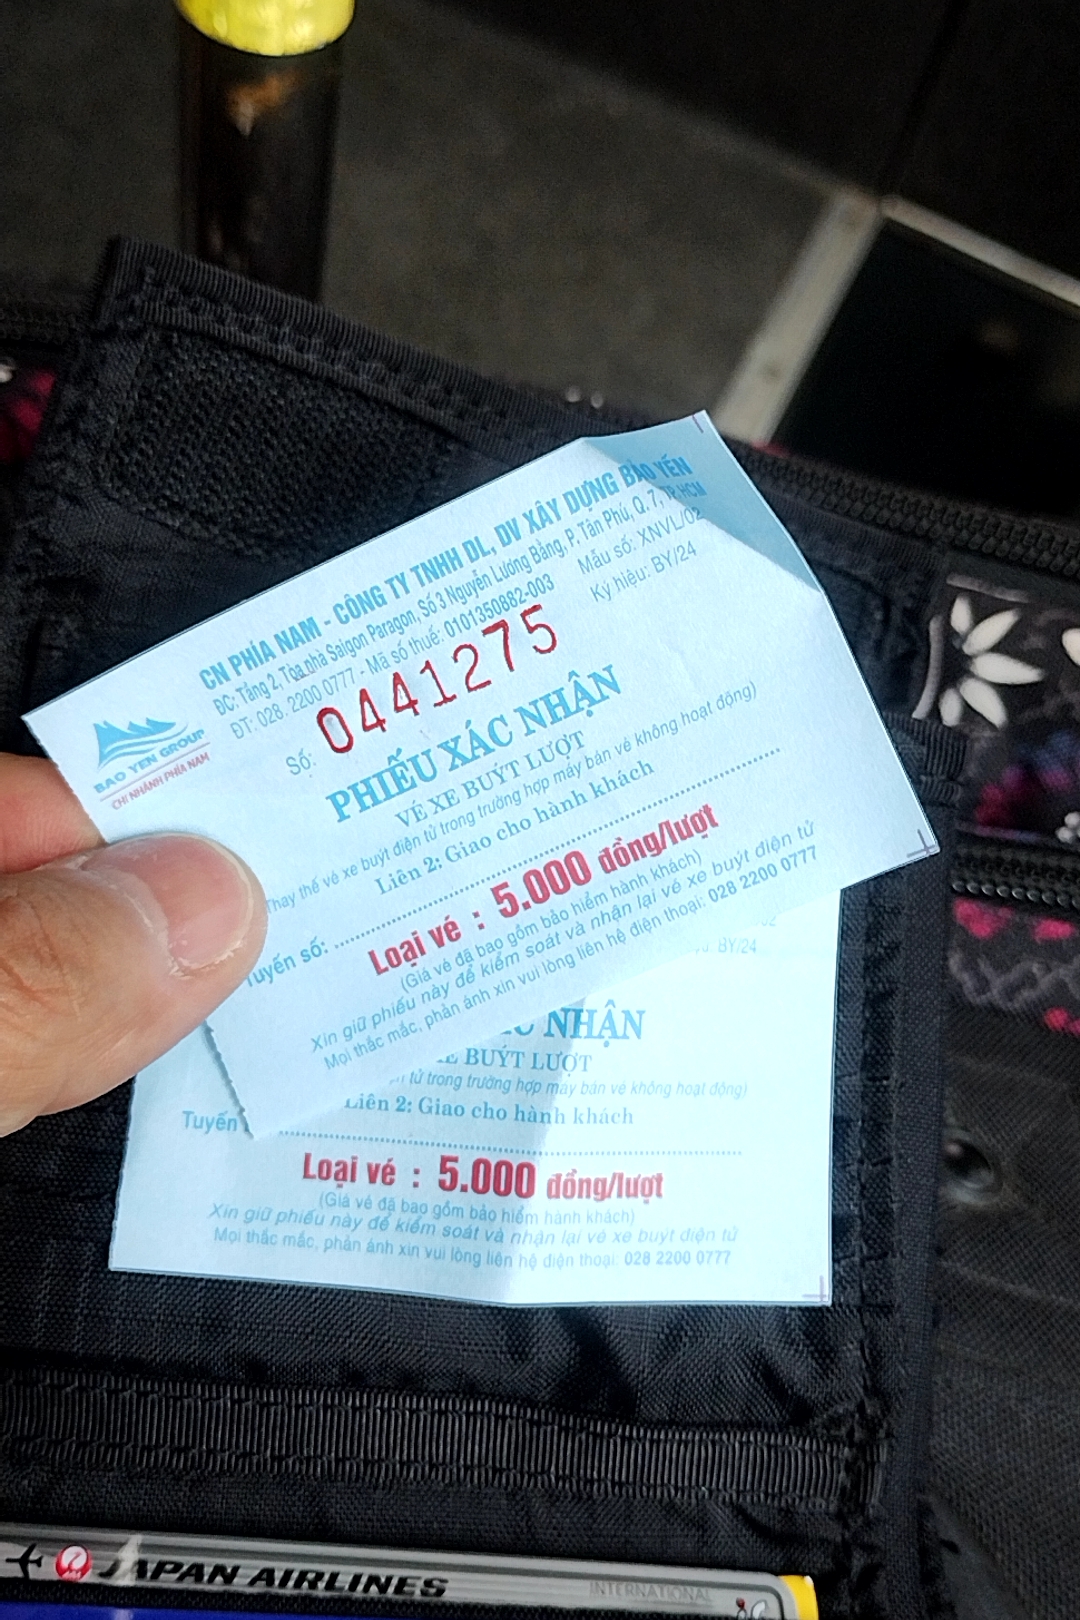 CN PHÍA NAM - CÔNG TY TNHH DL, DV XÂY DỰNG BẢO YẾN
ĐC: Tầng 2, Tòa nhà Saigon Paragon, Số 3 Nguyễn Lương Bằng, P. Tân Phú, Q. 7, TP.HCM
ĐT: 028. 2200 0777 - Mã số thuế: 0101350882-003
Mẫu số: XNVL/02
Ký hiệu: BY/24
BAO YEN GROUP
CHI NHÁNH PHÍA NAM
Số: 0441275
PHIẾU XÁC NHẬN
VÉ XE BUÝT LƯỢT
Thay thế vé xe buýt điện tử trong trường hợp máy bán vé không hoạt động)
Liên 2: Giao cho hành khách
Tuyến số:
Loại vé : 5.000 đồng/lượt
(Giá vé đã bao gồm bảo hiểm hành khách)
Xin giữ phiếu này để kiểm soát và nhận lại vé xe buýt điện tử
Mọi thắc mắc, phản ánh xin vui lòng liên hệ điện thoại: 028 2200 0777
BY/24
NHẬN
BUÝT LƯỢT
tử trong trường hợp máy bán vé không hoạt động)
Liên 2: Giao cho hành khách
Tuyến
Loại vé : 5.000 đồng/lượt
(Giá vé đã bao gồm bảo hiểm hành khách)
Xin giữ phiếu này để kiểm soát và nhận lại vé xe buýt điện tử
Mọi thắc mắc, phản ánh xin vui lòng liên hệ điện thoại: 028 2200 0777
JAPAN AIRLINES
INTERNATIONAL